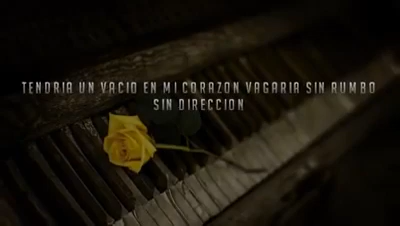 TENDRIA UN VACIO EN MI CORAZON VAGARIA SIN RUMBO
SIN DIRECCION